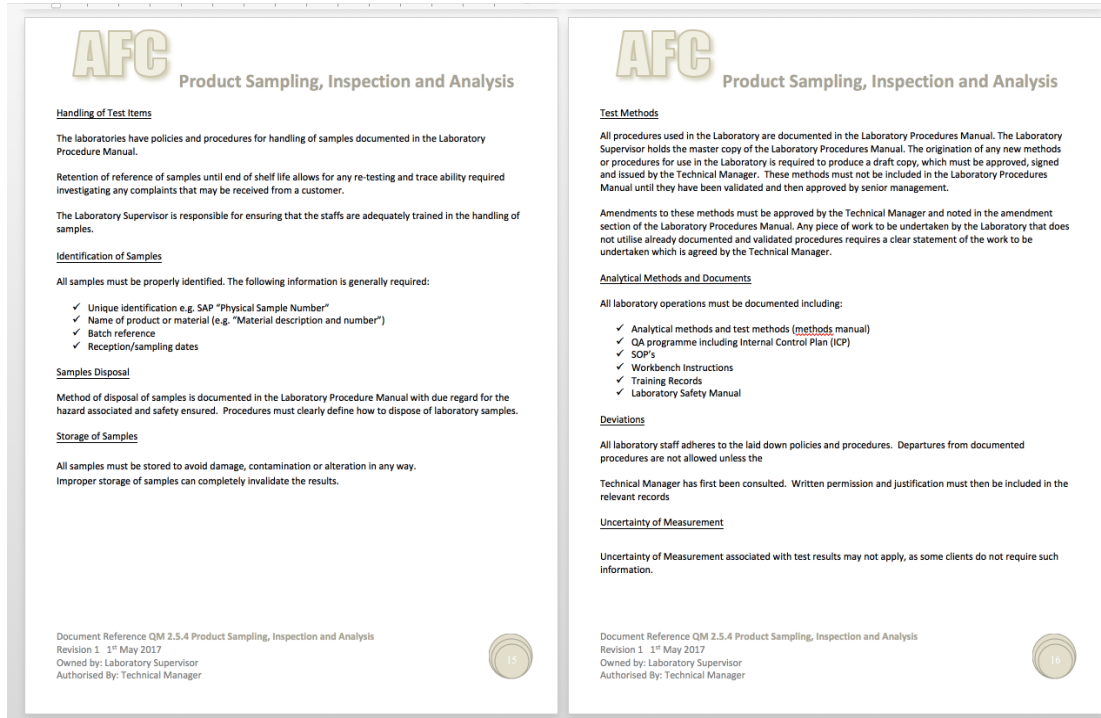 AFC
Product Sampling, Inspection and Analysis
Handling of Test Items
The laboratories have policies and procedures for handling of samples documented in the Laboratory
Procedure Manual.
Retention of reference of samples until end of shelf life allows for any re-testing and trace ability required
investigating any complaints that may be received from a customer.
The Laboratory Supervisor is responsible for ensuring that the staffs are adequately trained in the handling of
samples.
Identification of Samples
All samples must be properly identified. The following information is generally required:
✓ Unique identification e.g. SAP “Physical Sample Number”
✓ Name of product or material (e.g. “Material description and number”)
✓ Batch reference
✓ Reception/sampling dates
Samples Disposal
Method of disposal of samples is documented in the Laboratory Procedure Manual with due regard for the
hazard associated and safety ensured.  Procedures must clearly define how to dispose of laboratory samples.
Storage of Samples
All samples must be stored to avoid damage, contamination or alteration in any way.
Improper storage of samples can completely invalidate the results.
Document Reference QM 2.5.4 Product Sampling, Inspection and Analysis
Revision 1  1st May 2017
Owned by: Laboratory Supervisor
Authorised By: Technical Manager
15
AFC
Product Sampling, Inspection and Analysis
Test Methods
All procedures used in the Laboratory are documented in the Laboratory Procedures Manual. The Laboratory
Supervisor holds the master copy of the Laboratory Procedures Manual. The origination of any new methods
or procedures for use in the Laboratory is required to produce a draft copy, which must be approved, signed
and issued by the Technical Manager.  These methods must not be included in the Laboratory Procedures
Manual until they have been validated and then approved by senior management.
Amendments to these methods must be approved by the Technical Manager and noted in the amendment
section of the Laboratory Procedures Manual. Any piece of work to be undertaken by the Laboratory that does
not utilise already documented and validated procedures requires a clear statement of the work to be
undertaken which is agreed by the Technical Manager.
Analytical Methods and Documents
All laboratory operations must be documented including:
✓ Analytical methods and test methods (methods manual)
✓ QA programme including Internal Control Plan (ICP)
✓ SOP's
✓ Workbench Instructions
✓ Training Records
✓ Laboratory Safety Manual
Deviations
All laboratory staff adheres to the laid down policies and procedures.  Departures from documented
procedures are not allowed unless the
Technical Manager has first been consulted.  Written permission and justification must then be included in the
relevant records
Uncertainty of Measurement
Uncertainty of Measurement associated with test results may not apply, as some clients do not require such
information.
Document Reference QM 2.5.4 Product Sampling, Inspection and Analysis
Revision 1  1st May 2017
Owned by: Laboratory Supervisor
Authorised By: Technical Manager
16